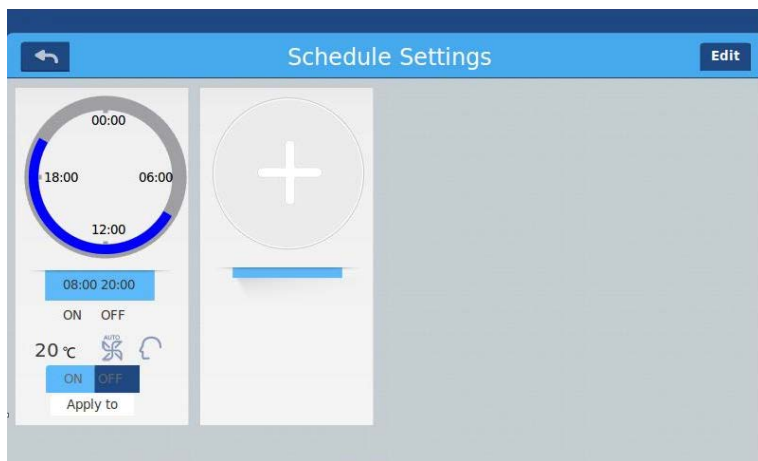 Schedule Settings
Edit
00:00
18:00 06:00
12:00
08:00 20:00
ON OFF
20 ℃ AUTO
ON OFF
Apply to